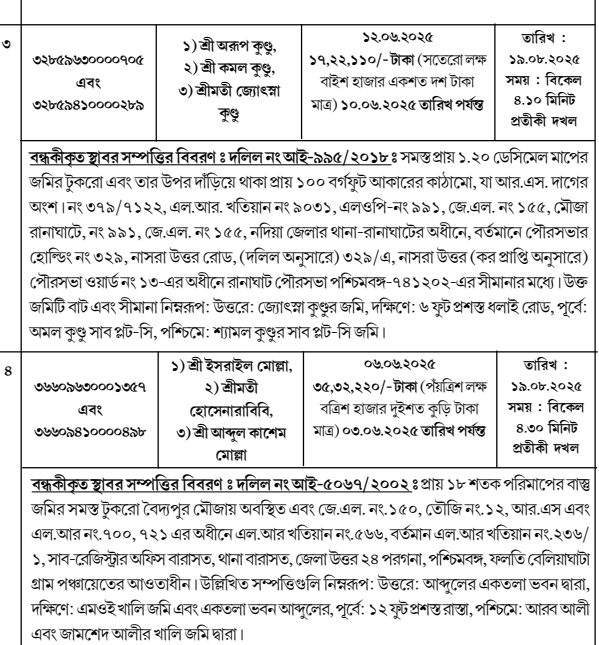 ৩
৩২৮৫৯৬৩০০০০৭০৫
এবং
৩২৮৫৯৪১০০০০২৮৯
১) শ্রী অরূপ কুণ্ডু,
২) শ্রী কমল কুণ্ডু,
৩) শ্রীমতী জ্যোৎস্না
কুণ্ডু
১২.০৬.২০২৫
১৭,২২,১১০/- টাকা (সতেরো লক্ষ
বাইশ হাজার একশত দশ টাকা
মাত্র) ১০.০৬.২০২৫ তারিখ পর্যন্ত
তারিখ :
১৯.০৮.২০২৫
সময় : বিকেল
৪.১০ মিনিট
প্রতীকী দখল
বন্ধকীকৃত স্থাবর সম্পত্তির বিবরণ ঃ দলিল নং আই-৯৯৫/২০১৮ ঃ সমস্ত প্রায় ১.২০ ডেসিমেল মাপের
জমির টুকরো এবং তার উপর দাঁড়িয়ে থাকা প্রায় ১০০ বর্গফুট আকারের কাঠামো, যা আর.এস. দাগের
অংশ। নং ৩৭৯/৭১২২, এল.আর. খতিয়ান নং ৯০৩১, এলওপি-নং ৯৯১, জে.এল. নং ১৫৫, মৌজা
রানাঘাটে, নং ৯৯১, জে.এল. নং ১৫৫, নদিয়া জেলার থানা-রানাঘাটের অধীনে, বর্তমানে পৌরসভার
হোল্ডিং নং ৩২৯, নাসরা উত্তর রোড, (দলিল অনুসারে) ৩২৯/এ, নাসরা উত্তর (কর প্রাপ্তি অনুসারে)
পৌরসভা ওয়ার্ড নং ১৩-এর অধীনে রানাঘাট পৌরসভা পশ্চিমবঙ্গ-৭৪১২০২-এর সীমানার মধ্যে। উক্ত
জমিটি বাট এবং সীমানা নিম্নরূপ: উত্তরে: জ্যোৎস্না কুণ্ডুর জমি, দক্ষিণে: ৬ ফুট প্রশস্ত ধলাই রোড, পূর্বে:
অমল কুণ্ডু সাব প্লট-সি, পশ্চিমে: শ্যামল কুণ্ডুর সাব প্লট-সি জমি।
৪
৩৬৬০৯৬৩০০০১৩৫৭
এবং
৩৬৬০৯৪১০০০০৪৯৮
১) শ্রী ইসরাইল মোল্লা,
২) শ্রীমতী
হোসেনারাবিবি,
৩) শ্রী আব্দুল কাশেম
মোল্লা
০৬.০৬.২০২৫
৩৫,৩২,২২০/- টাকা (পঁয়ত্রিশ লক্ষ
বত্রিশ হাজার দুইশত কুড়ি টাকা
মাত্র) ০৩.০৬.২০২৫ তারিখ পর্যন্ত
তারিখ :
১৯.০৮.২০২৫
সময় : বিকেল
৪.৩০ মিনিট
প্রতীকী দখল
বন্ধকীকৃত স্থাবর সম্পত্তির বিবরণ ঃ দলিল নং আই-৫০৬৭/২০০২ ঃ প্রায় ১৮ শতক পরিমাপের বাস্তু
জমির সমস্ত টুকরো বৈদ্যপুর মৌজায় অবস্থিত এবং জে.এল. নং.১৫০, তৌজি নং.১২, আর.এস এবং
এল.আর নং.৭০০, ৭২১ এর অধীনে এল.আর খতিয়ান নং.৫৬৬, বর্তমান এল.আর খতিয়ান নং.২৩৬/
১, সাব-রেজিস্ট্রার অফিস বারাসত, থানা বারাসত, জেলা উত্তর ২৪ পরগনা, পশ্চিমবঙ্গ, ফলতি বেলিয়াঘাটা
গ্রাম পঞ্চায়েতের আওতাধীন। উল্লিখিত সম্পত্তিগুলি নিম্নরূপ: উত্তরে: আব্দুলের একতলা ভবন দ্বারা,
দক্ষিণে: এমওই খালি জমি এবং একতলা ভবন আব্দুলের, পূর্বে: ১২ ফুট প্রশস্ত রাস্তা, পশ্চিমে: আরব আলী
এবং জামশেদ আলীর খালি জমি দ্বারা।